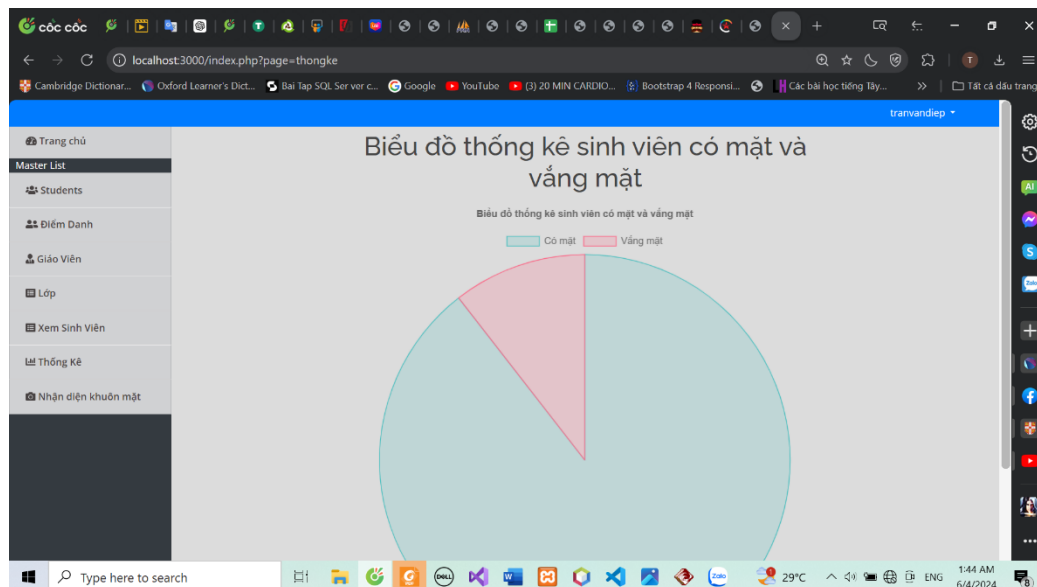 cốc cốc
localhost:3000/index.php?page=thongke
Cambridge Dictionar... Oxford Learner's Dict... Bai Tap SQL Ser ver c... Google YouTube (3) 20 MIN CARDIO... Bootstrap 4 Responsi... Các bài học tiếng Tây... » Tất cả dấu trang
tranvandiep
Trang chủ
Master List
Students
Điểm Danh
Giáo Viên
Lớp
Xem Sinh Viên
Thống Kê
Nhận diện khuôn mặt
Biểu đồ thống kê sinh viên có mặt và
vắng mặt
Biểu đồ thống kê sinh viên có mặt và vắng mặt
Có mặt Vắng mặt
Type here to search
29°C ENG
1:44 AM
6/4/2024